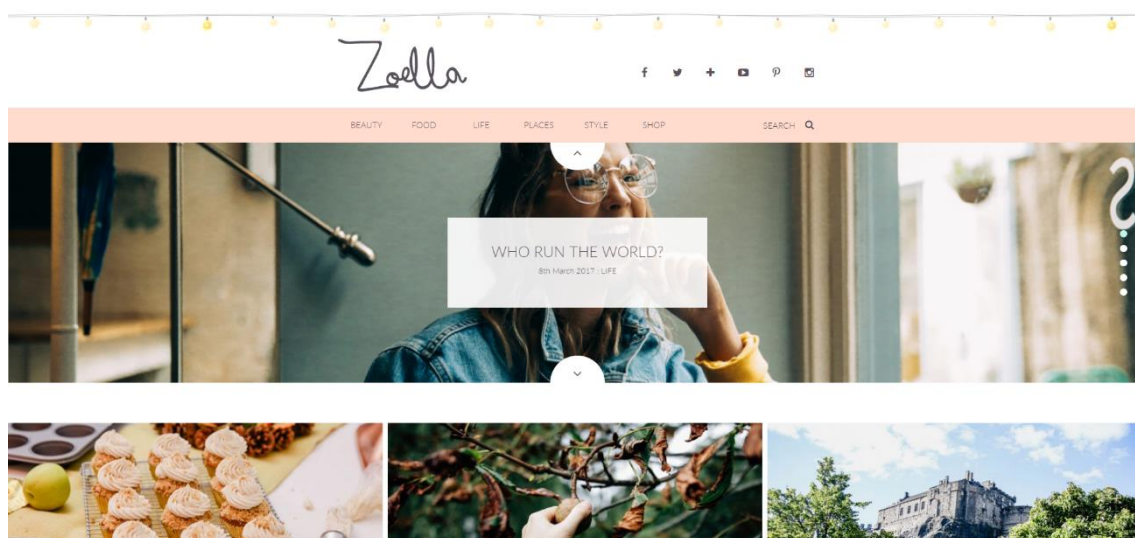 Zoella
BEAUTY FOOD LIFE PLACES STYLE SHOP SEARCH
WHO RUN THE WORLD?
8th March 2017 : LIFE